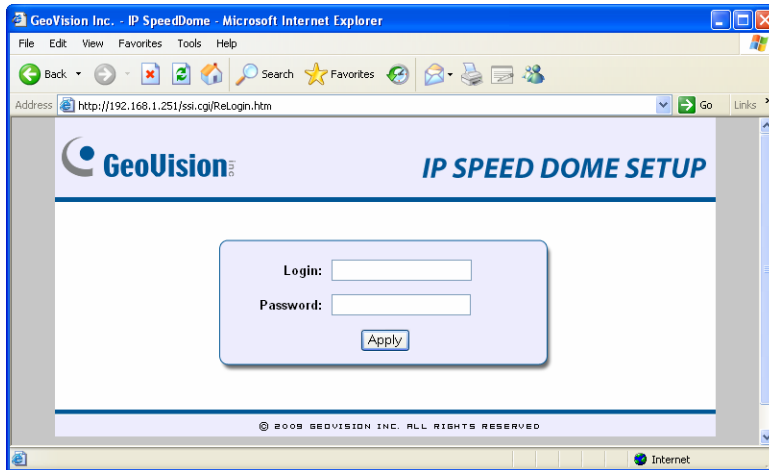 GeoVision Inc. - IP SpeedDome - Microsoft Internet Explorer
File Edit View Favorites Tools Help
Back Search Favorites
Address http://192.168.1.251/ssi.cgi/ReLogin.htm Go Links »
GeoVision inc IP SPEED DOME SETUP
Login:
Password:
Apply
© 2009 GEOVISION INC. ALL RIGHTS RESERVED
Internet